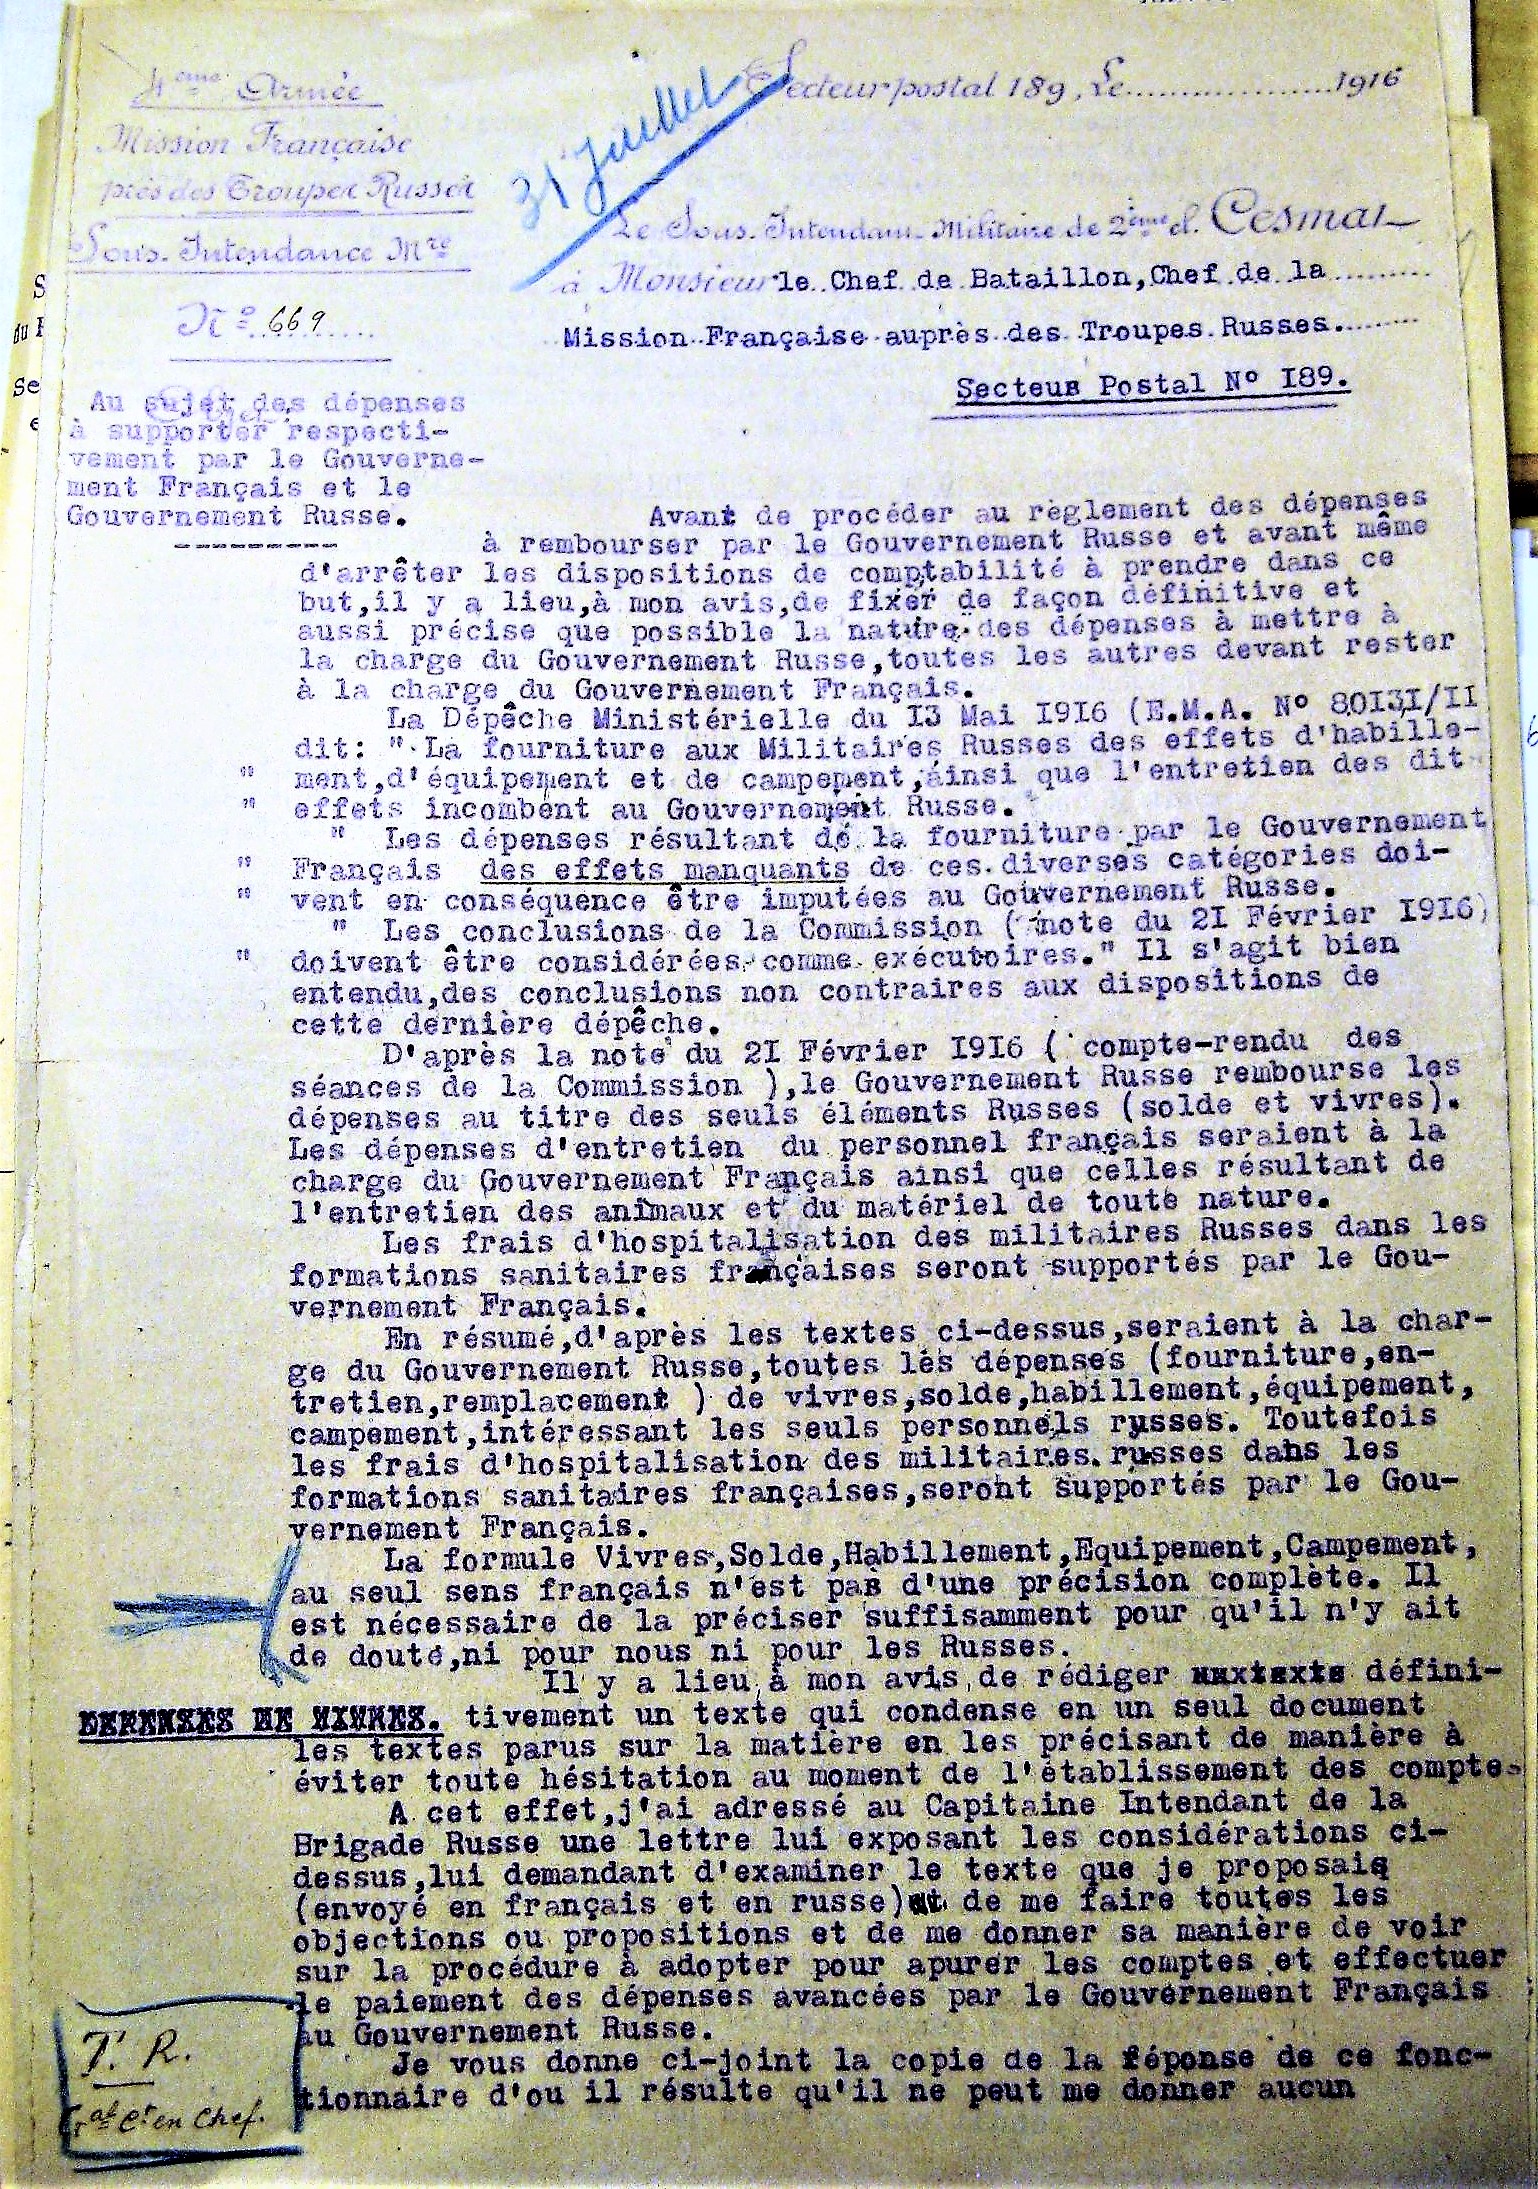 4ème Armée
Mission Française
près des Troupes Russes
Sous-Intendance Mre
No 669
Secteur postal 189, Le 1916
31 Juillet
Le Sous-Intendant Militaire de 2ème cl. Cesmat
à Monsieur le Chef de Bataillon, Chef de la
Mission Française auprès des Troupes Russes.
Secteur Postal No I89.
Au sujet des dépenses
à supporter respecti-
vement par le Gouverne-
ment Français et le
Gouvernement Russe.
---------
Avant de procéder au règlement des dépenses
à rembourser par le Gouvernement Russe et avant même
d'arrêter les dispositions de comptabilité à prendre dans ce
but,il y a lieu,à mon avis,de fixer de façon définitive et
aussi précise que possible la nature des dépenses à mettre à
la charge du Gouvernement Russe,toutes les autres devant rester
à la charge du Gouvernement Français.
La Dépêche Ministérielle du I3 Mai I9I6 (E.M.A. No 80I3I/II
dit: " La fourniture aux Militaires Russes des effets d'habille-
" ment,d'équipement et de campement,ainsi que l'entretien des dit
" effets incombent au Gouvernement Russe.
" Les dépenses résultant de la fourniture par le Gouvernement
" Français des effets manquants de ces diverses catégories doi-
" vent en conséquence être imputées au Gouvernement Russe.
" Les conclusions de la Commission ( note du 2I Février I9I6)
" doivent être considérées comme exécutoires." Il s'agit bien
entendu,des conclusions non contraires aux dispositions de
cette dernière dépêche.
D'après la note du 2I Février I9I6 ( compte-rendu des
séances de la Commission ),le Gouvernement Russe rembourse les
dépenses au titre des seuls éléments Russes (solde et vivres).
Les dépenses d'entretien du personnel français seraient à la
charge du Gouvernement Français ainsi que celles résultant de
l'entretien des animaux et du matériel de toute nature.
Les frais d'hospitalisation des militaires Russes dans les
formations sanitaires françaises seront supportés par le Gou-
vernement Français.
En résumé,d'après les textes ci-dessus,seraient à la char-
ge du Gouvernement Russe,toutes les dépenses (fourniture,en-
tretien,remplacement ) de vivres,solde,habillement,équipement,
campement,intéressant les seuls personnels russes. Toutefois
les frais d'hospitalisation des militaires russes dans les
formations sanitaires françaises,seront supportés par le Gou-
vernement Français.
La formule Vivres,Solde,Habillement,Equipement,Campement,
au seul sens français n'est pas d'une précision complète. Il
est nécessaire de la préciser suffisamment pour qu'il n'y ait
de doute,ni pour nous ni pour les Russes.
Il y a lieu,à mon avis,de rédiger défini-
DEPENSES DE VIVRES. tivement un texte qui condense en un seul document
les textes parus sur la matière en les précisant de manière à
éviter toute hésitation au moment de l'établissement des compte
A cet effet,j'ai adressé au Capitaine Intendant de la
Brigade Russe une lettre lui exposant les considérations ci-
dessus,lui demandant d'examiner le texte que je proposais
(envoyé en français et en russe) et de me faire toutes les
objections ou propositions et de me donner sa manière de voir
sur la procédure à adopter pour apurer les comptes et effectuer
le paiement des dépenses avancées par le Gouvernement Français
au Gouvernement Russe.
Je vous donne ci-joint la copie de la réponse de ce fonc-
tionnaire d'ou il résulte qu'il ne peut me donner aucun
T. R.
Gal Ct en Chef.